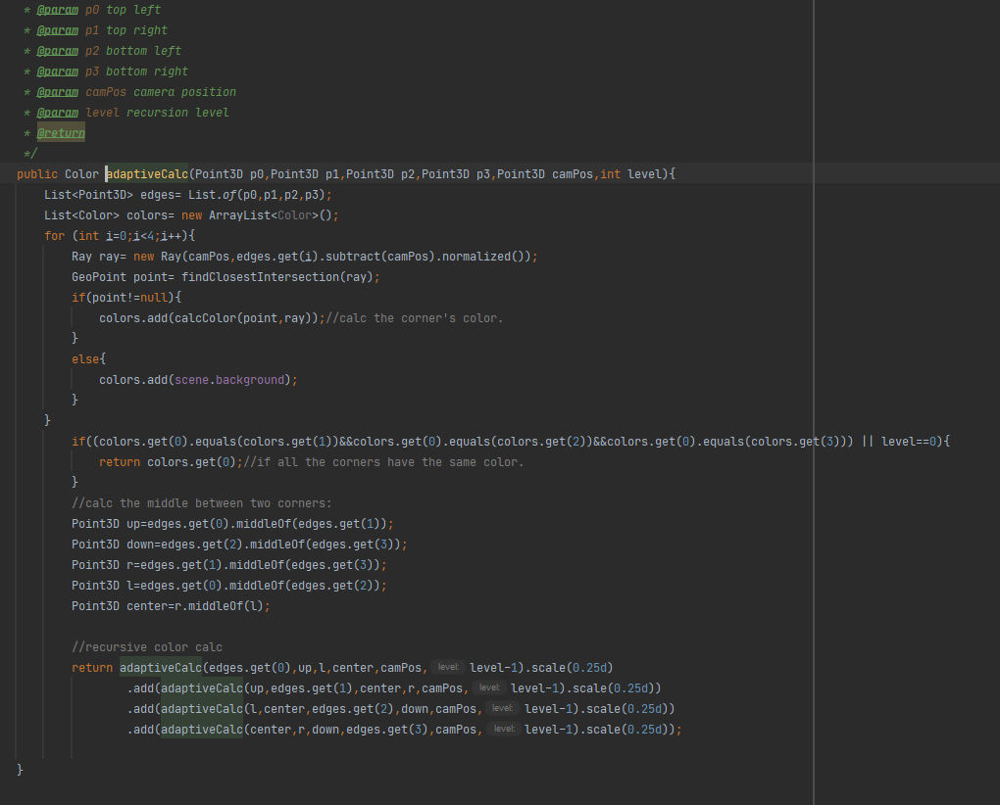 * @param p0 top left
* @param p1 top right
* @param p2 bottom left
* @param p3 bottom right
* @param camPos camera position
* @param level recursion level
* @return
*/
public Color adaptiveCalc(Point3D p0,Point3D p1,Point3D p2,Point3D p3,Point3D camPos,int level){
List<Point3D> edges= List.of(p0,p1,p2,p3);
List<Color> colors= new ArrayList<Color>();
for (int i=0;i<4;i++){
Ray ray= new Ray(camPos,edges.get(i).subtract(camPos).normalized());
GeoPoint point= findClosestIntersection(ray);
if(point!=null){
colors.add(calcColor(point,ray));//calc the corner's color.
}
else{
colors.add(scene.background);
}
}
if((colors.get(0).equals(colors.get(1))&&colors.get(0).equals(colors.get(2))&&colors.get(0).equals(colors.get(3))) || level==0){
return colors.get(0);//if all the corners have the same color.
}
//calc the middle between two corners:
Point3D up=edges.get(0).middleOf(edges.get(1));
Point3D down=edges.get(2).middleOf(edges.get(3));
Point3D r=edges.get(1).middleOf(edges.get(3));
Point3D l=edges.get(0).middleOf(edges.get(2));
Point3D center=r.middleOf(l);
//recursive color calc
return adaptiveCalc(edges.get(0),up,l,center,camPos, level: level-1).scale(0.25d)
.add(adaptiveCalc(up,edges.get(1),center,r,camPos, level: level-1).scale(0.25d))
.add(adaptiveCalc(l,center,edges.get(2),down,camPos, level: level-1).scale(0.25d))
.add(adaptiveCalc(center,r,down,edges.get(3),camPos, level: level-1).scale(0.25d));
}